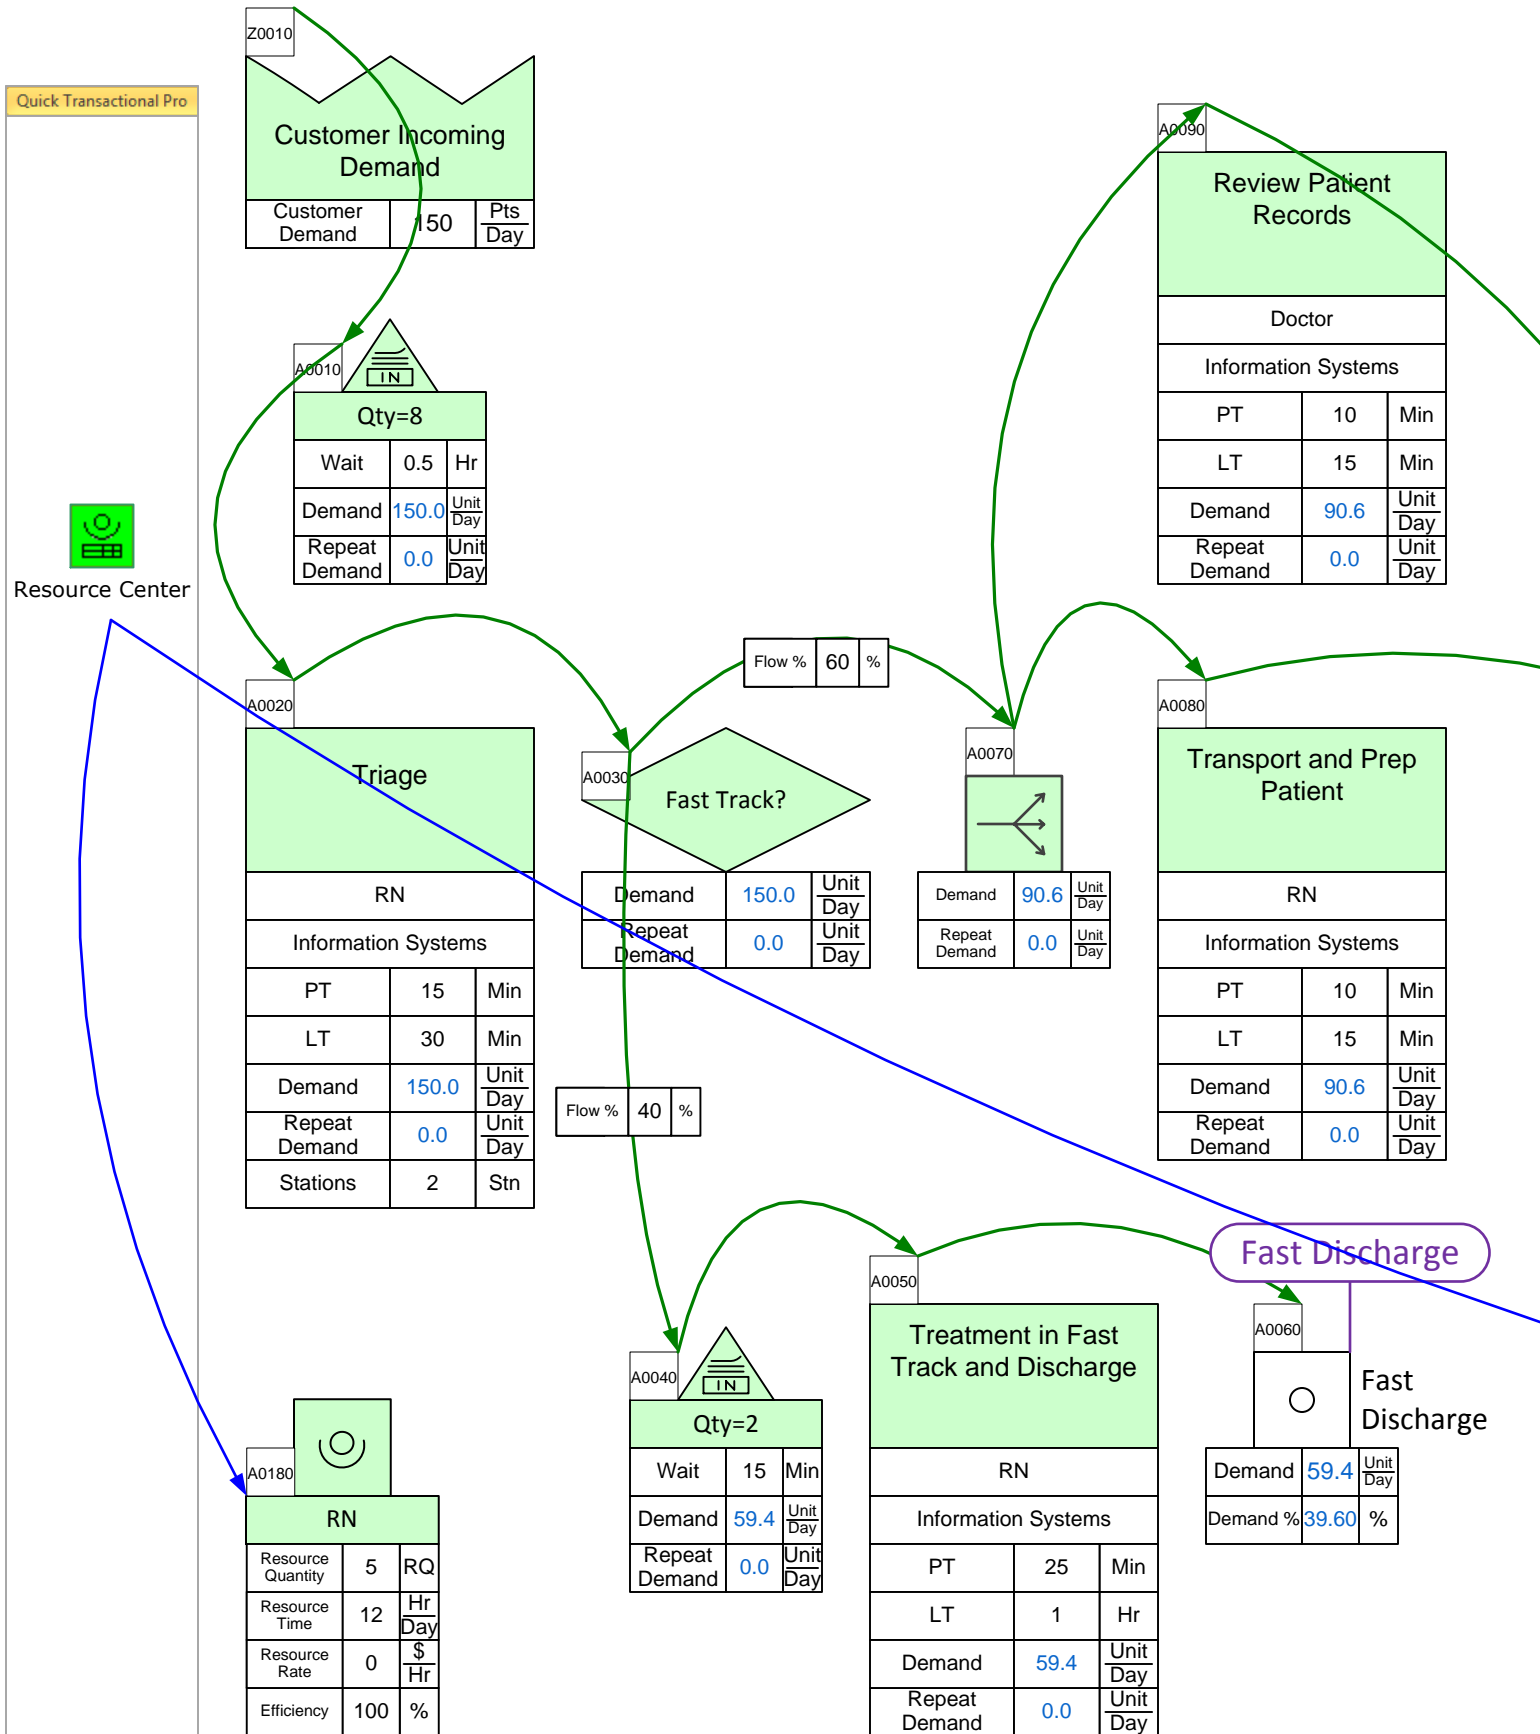 Z0010
Quick Transactional Pro
Customer Incoming
Demand
Customer
Demand
150
Pts
Day
A0010
IN
Qty=8
Wait 0.5 Hr
Demand 150.0 Unit
Day
Repeat
Demand
0.0 Unit
Day
Resource Center
A0090
Review Patient
Records
Doctor
Information Systems
PT 10 Min
LT 15 Min
Demand 90.6 Unit
Day
Repeat
Demand
0.0 Unit
Day
A0020
Triage
RN
Information Systems
PT 15 Min
LT 30 Min
Demand 150.0 Unit
Day
Repeat
Demand
0.0 Unit
Day
Stations 2 Stn
A0030
Fast Track?
Demand 150.0 Unit
Day
Repeat
Demand
0.0 Unit
Day
Flow % 60 %
A0070
Demand 90.6 Unit
Day
Repeat
Demand
0.0 Unit
Day
A0080
Transport and Prep
Patient
RN
Information Systems
PT 10 Min
LT 15 Min
Demand 90.6 Unit
Day
Repeat
Demand
0.0 Unit
Day
Flow % 40 %
A0040
IN
Qty=2
Wait 15 Min
Demand 59.4 Unit
Day
Repeat
Demand
0.0 Unit
Day
A0050
Treatment in Fast
Track and Discharge
RN
Information Systems
PT 25 Min
LT 1 Hr
Demand 59.4 Unit
Day
Repeat
Demand
0.0 Unit
Day
Fast Discharge
A0060
Fast
Discharge
Demand 59.4 Unit
Day
Demand % 39.60 %
A0180
RN
Resource
Quantity
5 RQ
Resource
Time
12 Hr
Day
Resource
Rate
0 $
Hr
Efficiency 100 %